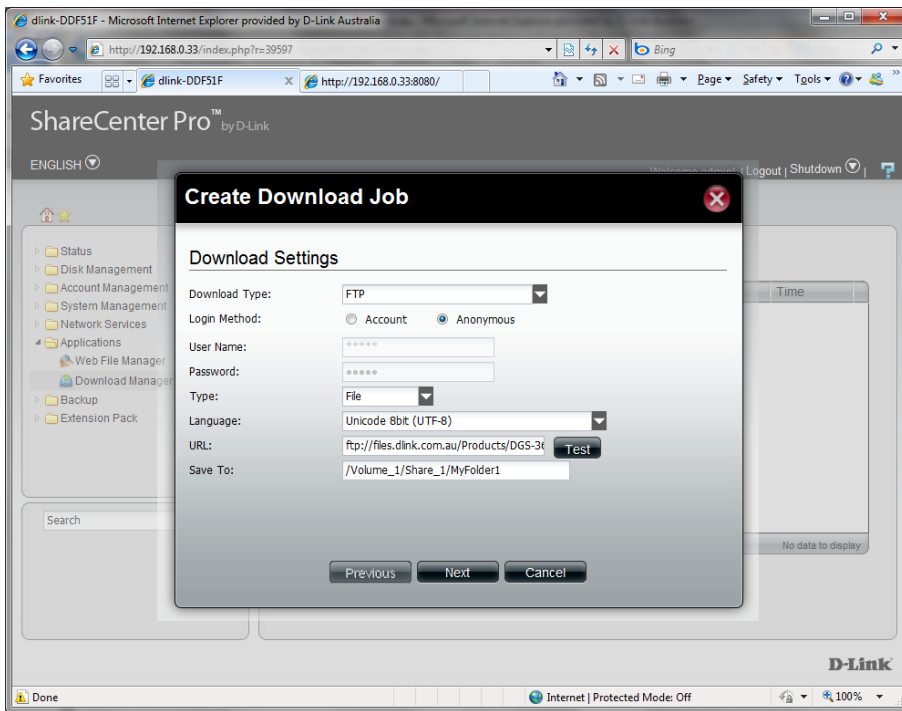 dlink-DDF51F - Microsoft Internet Explorer provided by D-Link Australia
http://192.168.0.33/index.php?r=39597
Bing
Favorites
dlink-DDF51F
http://192.168.0.33:8080/
Page
Safety
Tools
ShareCenter Pro™ by D-Link
ENGLISH
Welcome admin! | Logout | Shutdown |
Create Download Job
Download Settings
Status
Disk Management
Account Management
System Management
Network Services
Applications
Web File Manager
Download Manager
Backup
Extension Pack
Search
Download Type: FTP
Login Method: Account Anonymous
User Name: *****
Password: •••••
Type: File
Language: Unicode 8bit (UTF-8)
URL: ftp://files.dlink.com.au/Products/DGS-36 Test
Save To: /Volume_1/Share_1/MyFolder1
Previous Next Cancel
Time
No data to display
D-Link
Done
Internet | Protected Mode: Off
100%